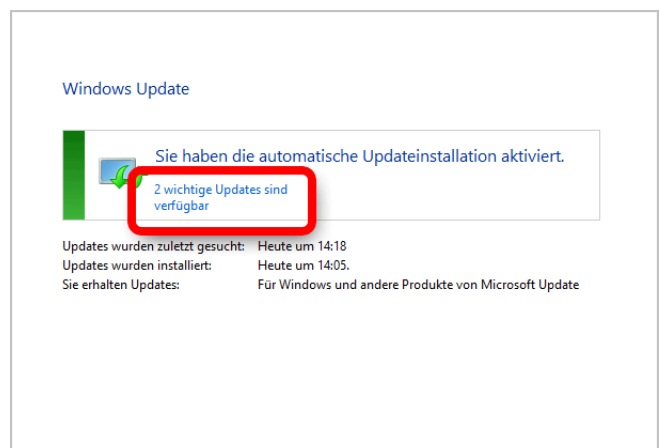 Windows Update
Sie haben die automatische Updateinstallation aktiviert.
2 wichtige Updates sind
verfügbar
Updates wurden zuletzt gesucht: Heute um 14:18
Updates wurden installiert: Heute um 14:05.
Sie erhalten Updates: Für Windows und andere Produkte von Microsoft Update